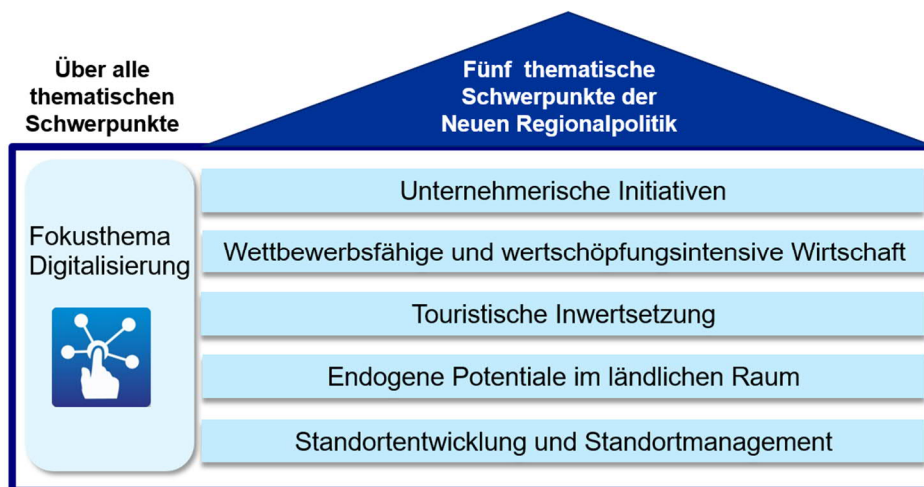 Über alle
thematischen
Schwerpunkte
Fünf thematische
Schwerpunkte der
Neuen Regionalpolitik
Fokusthema
Digitalisierung
Unternehmerische Initiativen
Wettbewerbsfähige und wertschöpfungsintensive Wirtschaft
Touristische Inwertsetzung
Endogene Potentiale im ländlichen Raum
Standortentwicklung und Standortmanagement